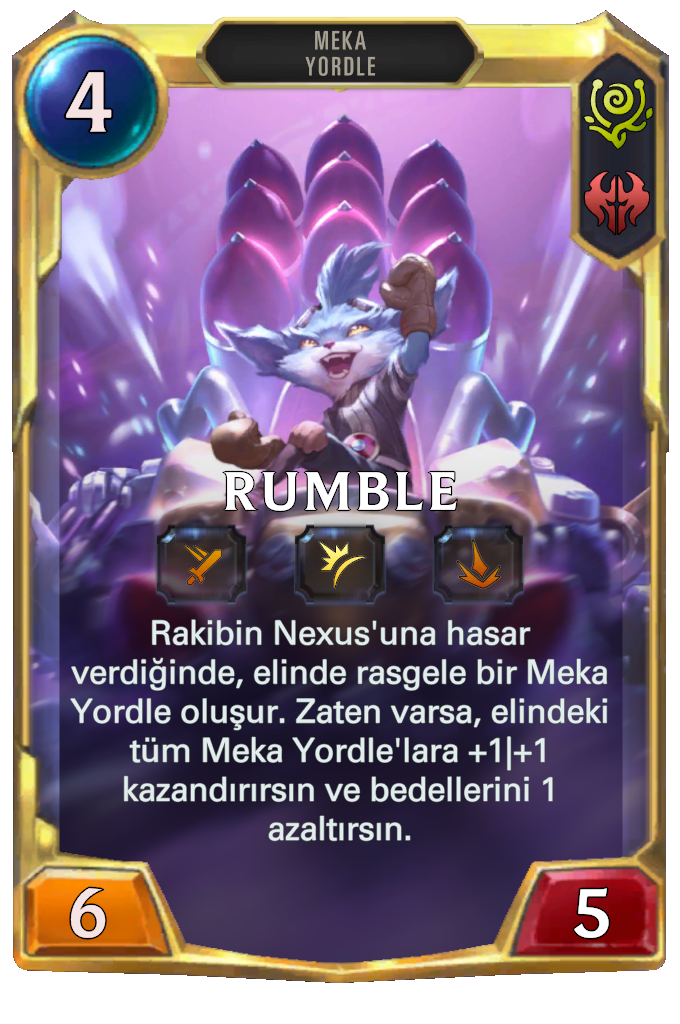 MEKA
YORDLE
4
RUMBLE
Rakibin Nexus'una hasar
verdiğinde, elinde rasgele bir Meka
Yordle oluşur. Zaten varsa, elindeki
tüm Meka Yordle'lara +1|+1
kazandırırsın ve bedellerini 1
azaltırsın.
6
5